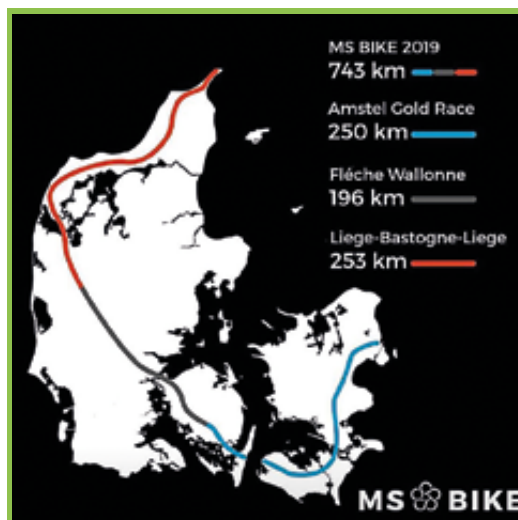 MS BIKE 2019
743 km
Amstel Gold Race
250 km
Fléche Wallonne
196 km
Liege-Bastogne-Liege
253 km
MS BIKE